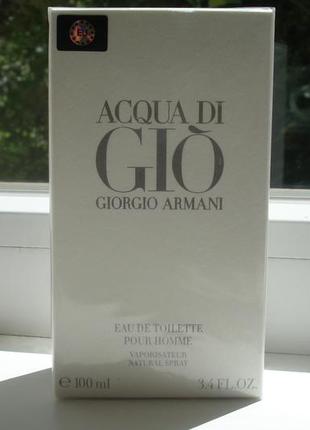 ACQUA DI
GIÒ
GIORGIO ARMANI
EAU DE TOILETTE
POUR HOMME
VAPORISATEUR
NATURAL SPRAY
℮ 100 ml 3.4 FL.OZ.